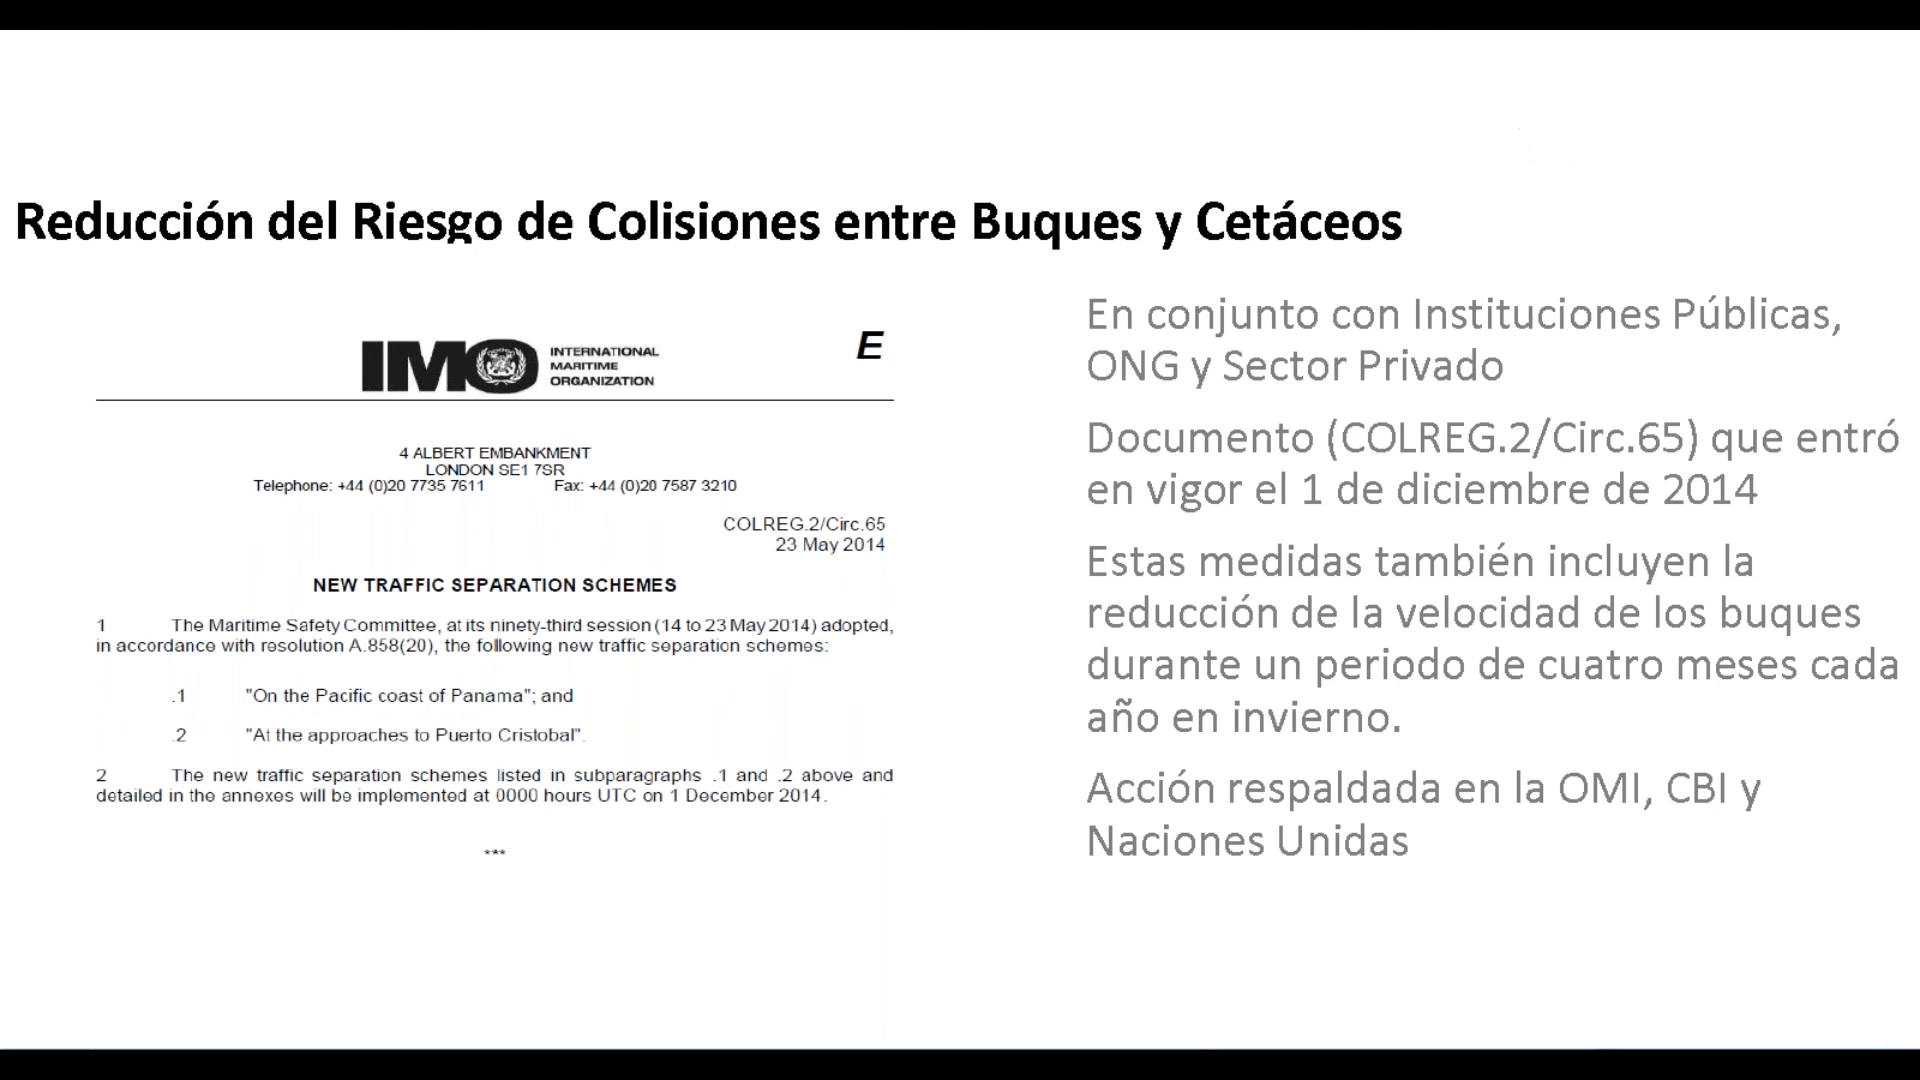 Reducción del Riesgo de Colisiones entre Buques y Cetáceos
IMO
INTERNATIONAL
MARITIME
ORGANIZATION
E
4 ALBERT EMBANKMENT
LONDON SE1 7SR
Telephone: +44 (0)20 7735 7611 Fax: +44 (0)20 7587 3210
COLREG.2/Circ.65
23 May 2014
NEW TRAFFIC SEPARATION SCHEMES
1 The Maritime Safety Committee, at its ninety-third session (14 to 23 May 2014) adopted,
in accordance with resolution A.858(20), the following new traffic separation schemes:
.1 "On the Pacific coast of Panama"; and
.2 "At the approaches to Puerto Cristobal".
2 The new traffic separation schemes listed in subparagraphs .1 and .2 above and
detailed in the annexes will be implemented at 0000 hours UTC on 1 December 2014.
***
En conjunto con Instituciones Públicas,
ONG y Sector Privado
Documento (COLREG.2/Circ.65) que entró
en vigor el 1 de diciembre de 2014
Estas medidas también incluyen la
reducción de la velocidad de los buques
durante un periodo de cuatro meses cada
año en invierno.
Acción respaldada en la OMI, CBI y
Naciones Unidas